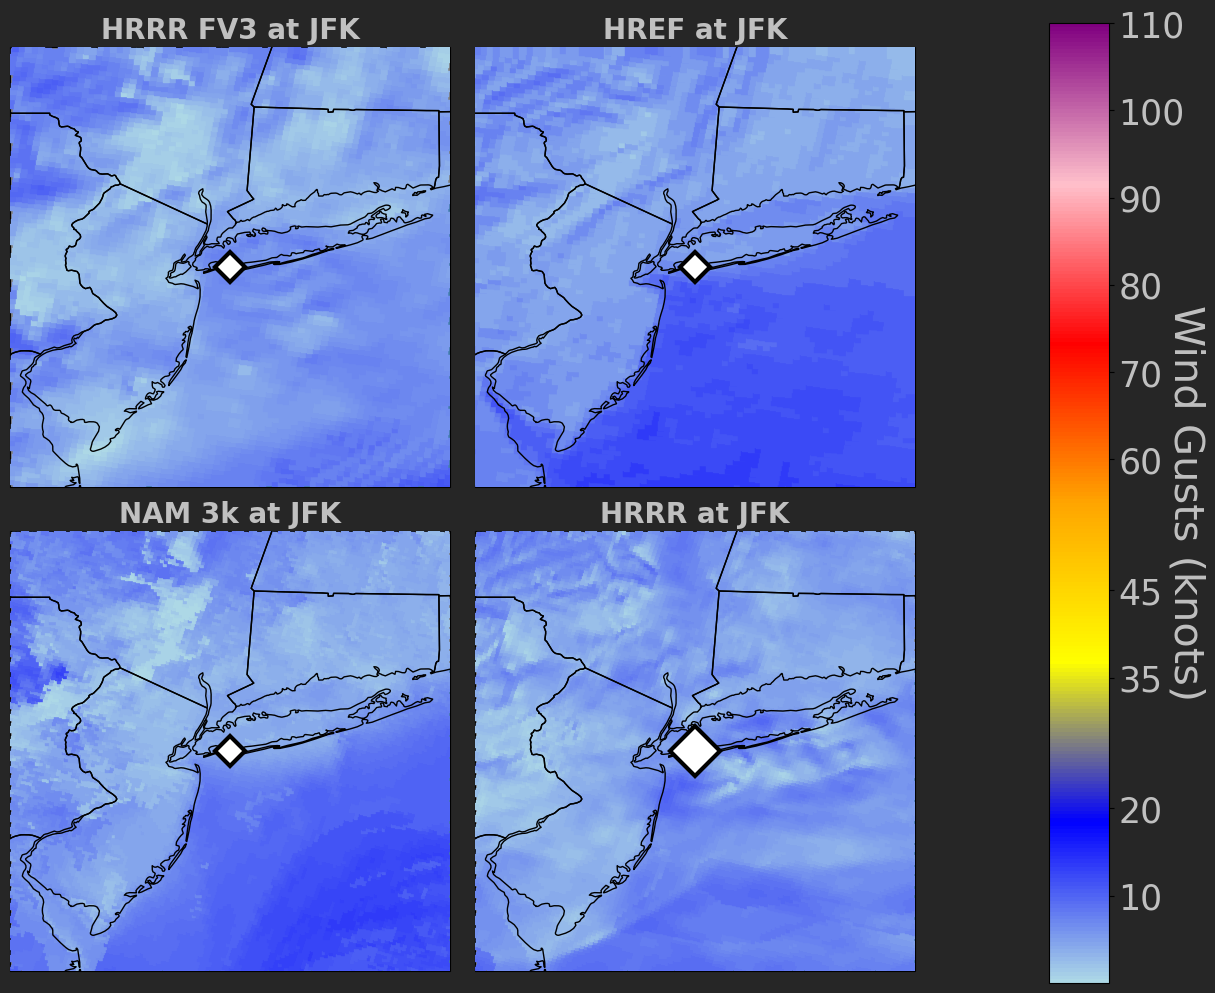 HRRR FV3 at JFK
HREF at JFK
NAM 3k at JFK
HRRR at JFK
110
100
90
80
70
60
45
35
20
10
Wind Gusts (knots)